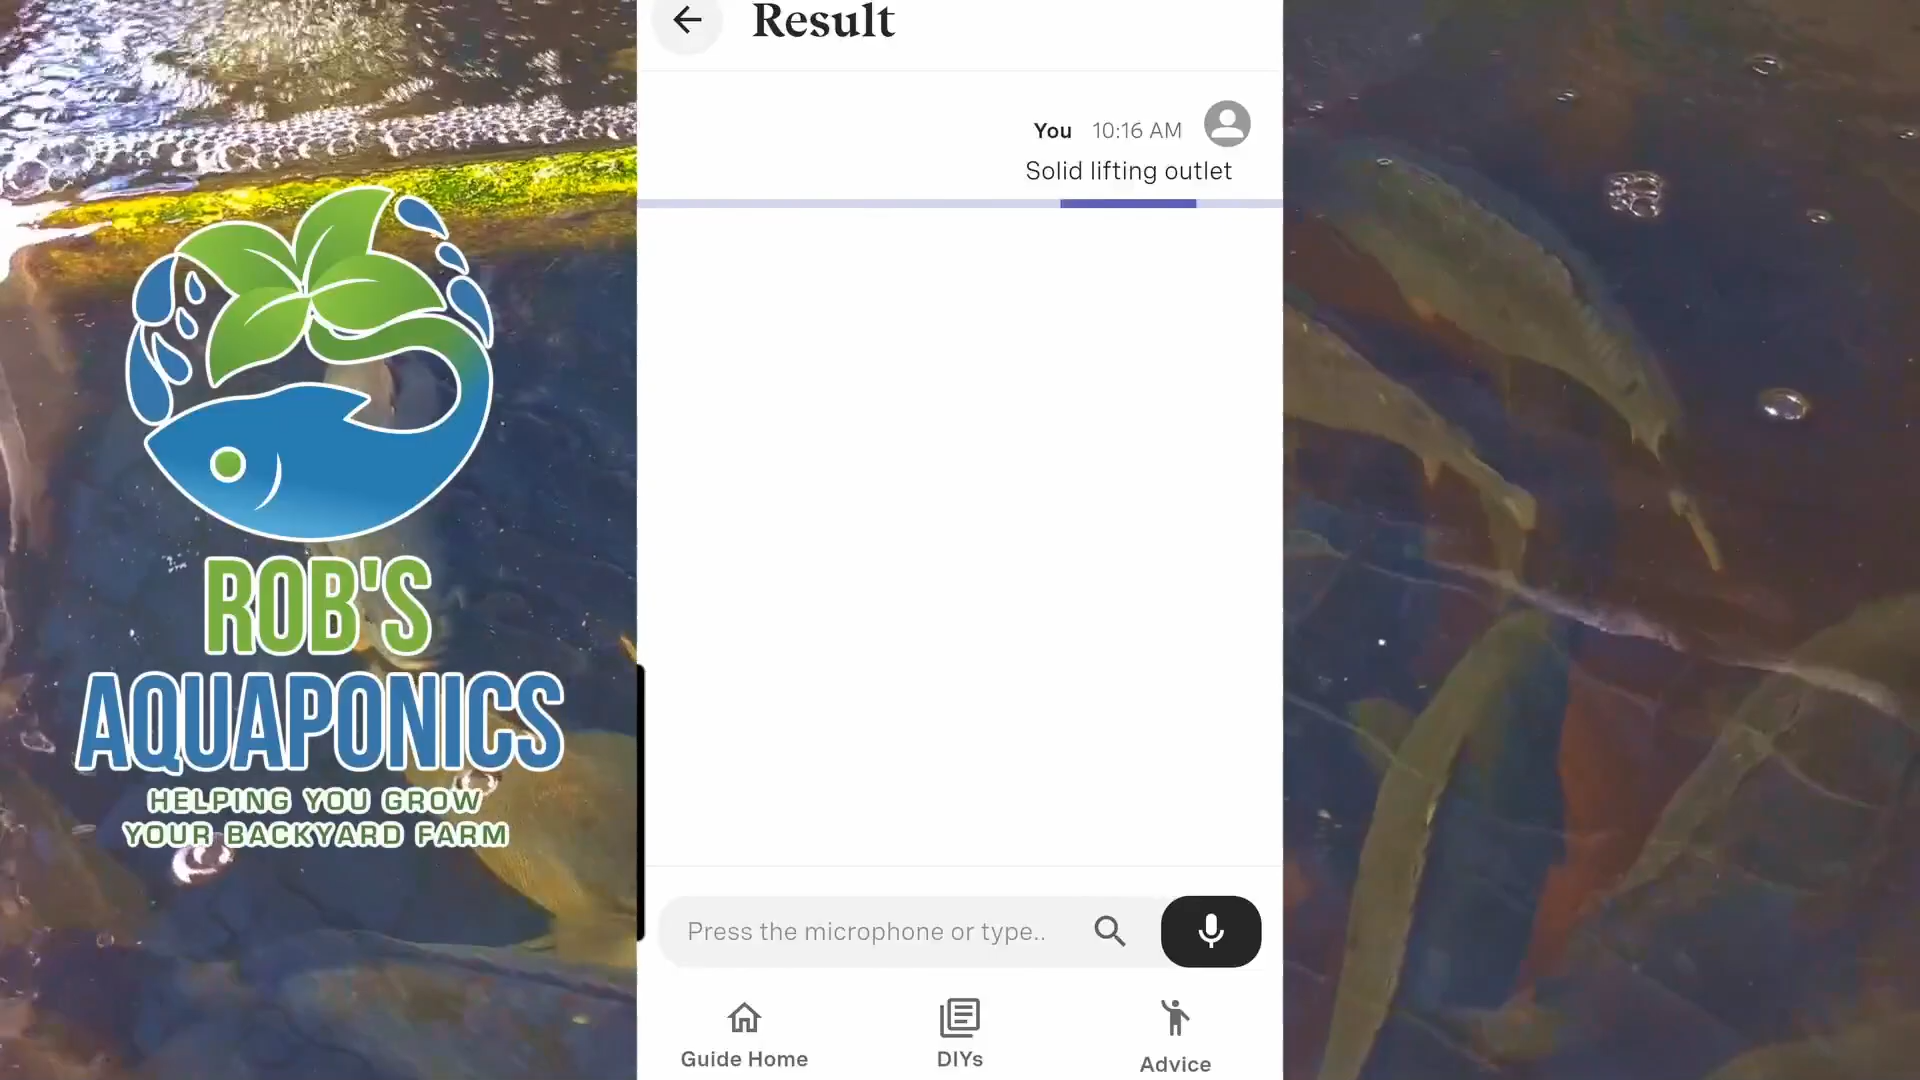 Result
You 10:16 AM
Solid lifting outlet
ROB'S
AQUAPONICS
HELPING YOU GROW
YOUR BACKYARD FARM
Press the microphone or type..
Guide Home
DIYs
Advice